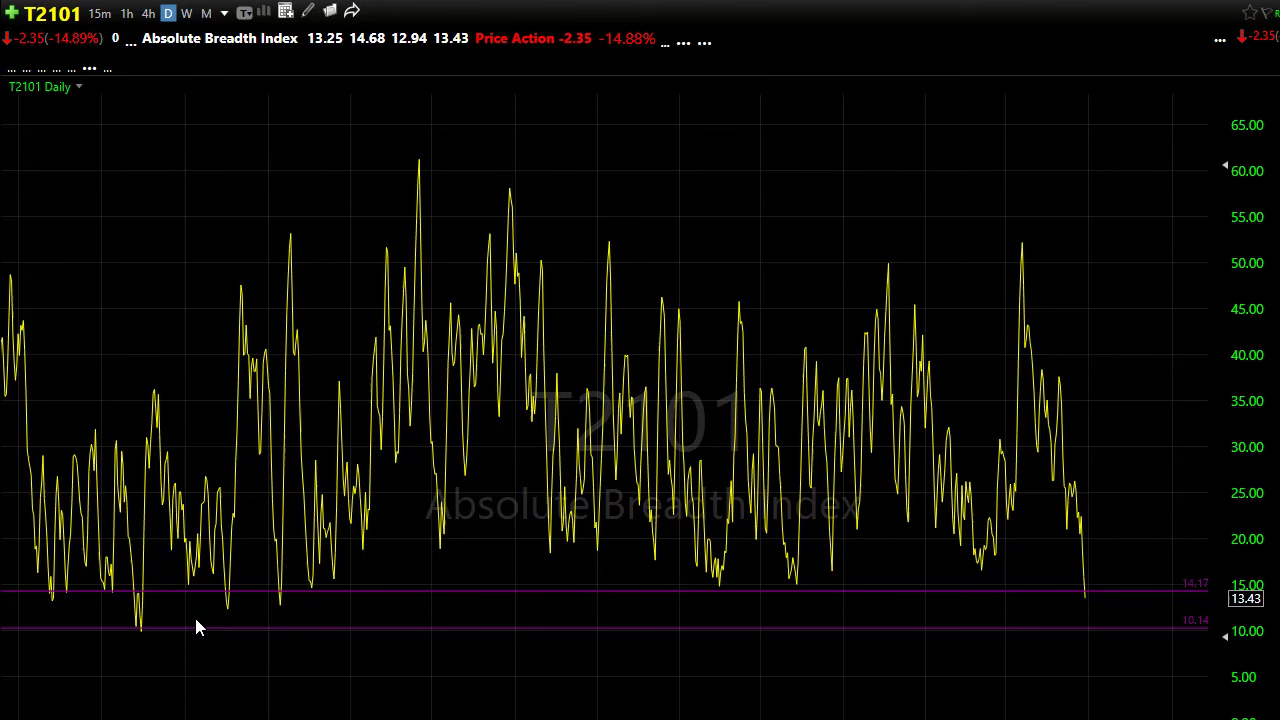 T2101 15m 1h 4h D W M T
-2.35(-14.89%) 0 ... Absolute Breadth Index 13.25 14.68 12.94 13.43 Price Action -2.35 -14.88% ... ... ... ... -2.35(
... ... ... ... ... ... ...
T2101 Daily
65.00
60.00
55.00
50.00
45.00
40.00
35.00
30.00
25.00
20.00
15.00
10.00
5.00
T2101
Absolute Breadth Index
14.17
13.43
10.14